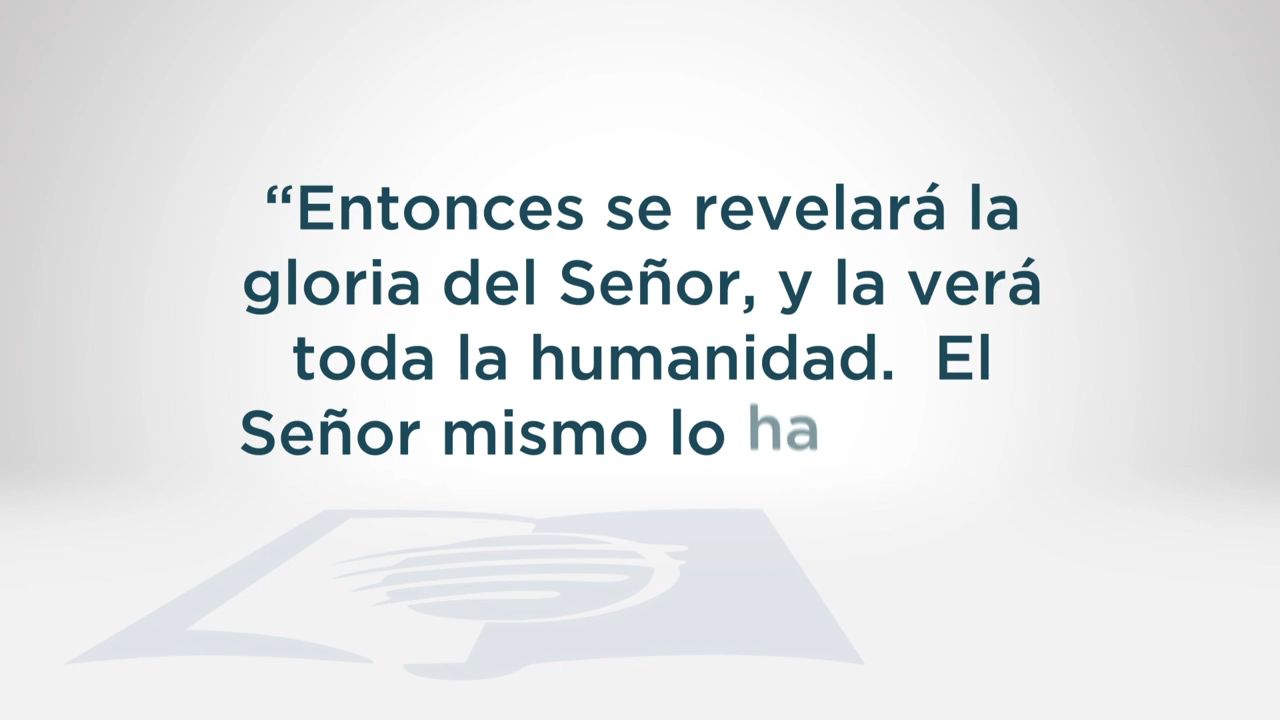 “Entonces se revelará la
gloria del Señor, y la verá
toda la humanidad.  El
Señor mismo lo ha